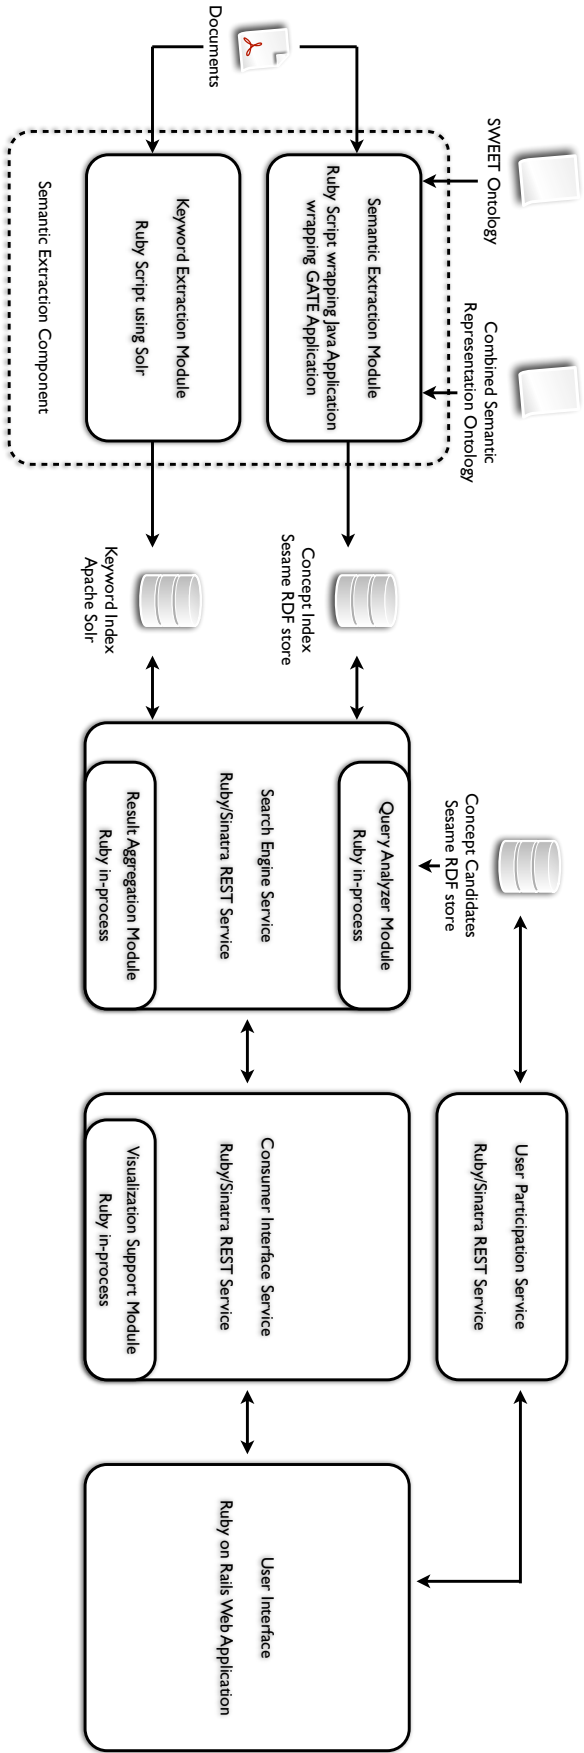 SWEET Ontology
Combined Semantic
Representation Ontology
Documents
Semantic Extraction Module
Ruby Script wrapping Java Application
wrapping GATE Application
Keyword Extraction Module
Ruby Script using Solr
Semantic Extraction Component
Concept Index
Sesame RDF store
Keyword Index
Apache Solr
Concept Candidates
Sesame RDF store
Query Analyzer Module
Ruby in-process
Search Engine Service
Ruby/Sinatra REST Service
Result Aggregation Module
Ruby in-process
User Participation Service
Ruby/Sinatra REST Service
Consumer Interface Service
Ruby/Sinatra REST Service
Visualization Support Module
Ruby in-process
User Interface
Ruby on Rails Web Application